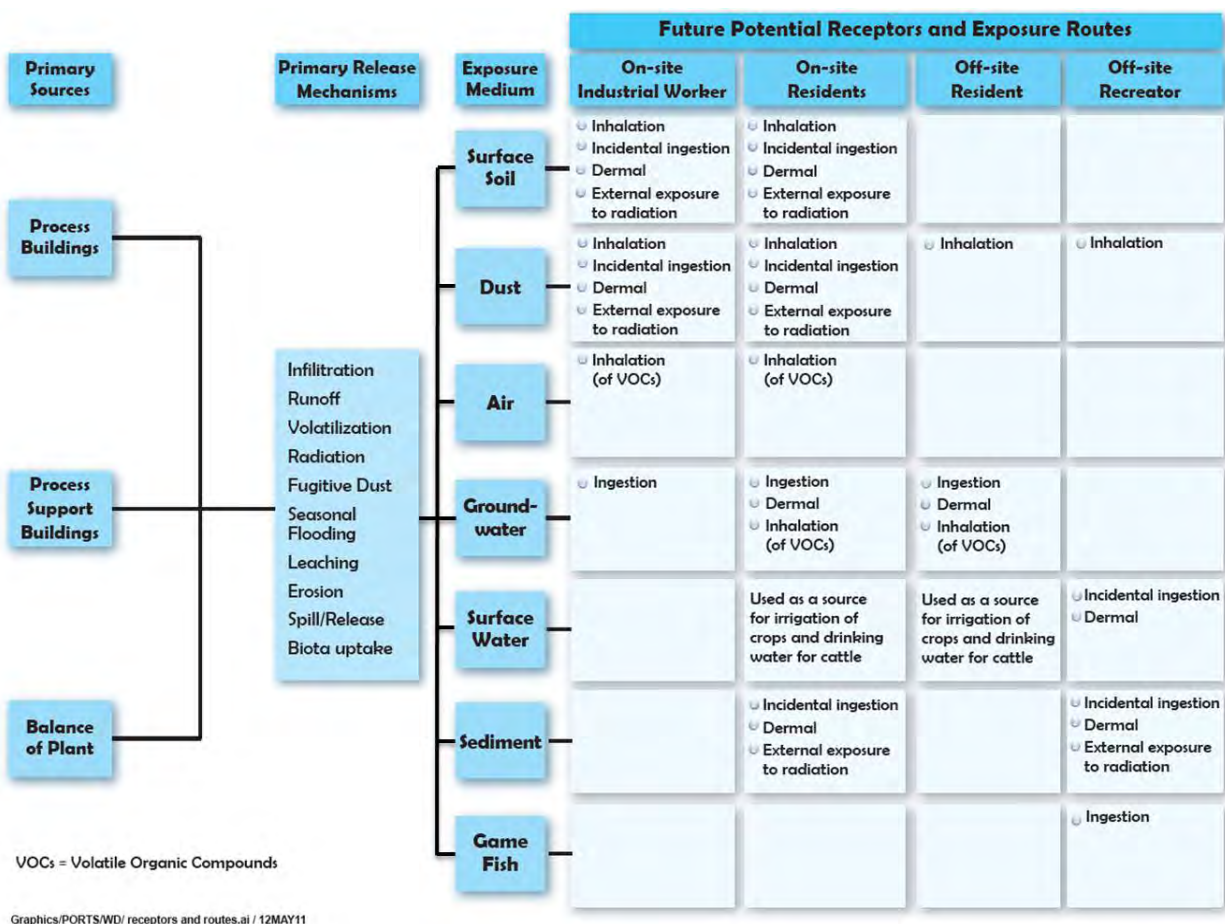 Future Potential Receptors and Exposure Routes
Primary
Sources
Primary Release
Mechanisms
Exposure
Medium
On-site
Industrial Worker
On-site
Residents
Off-site
Resident
Off-site
Recreator
Process
Buildings
Process
Support
Buildings
Balance
of Plant
Infilitration
Runoff
Volatilization
Radiation
Fugitive Dust
Seasonal
Flooding
Leaching
Erosion
Spill/Release
Biota uptake
Surface
Soil
Inhalation
Incidental ingestion
Dermal
External exposure
to radiation
Inhalation
Incidental ingestion
Dermal
External exposure
to radiation
Dust
Inhalation
Incidental ingestion
Dermal
External exposure
to radiation
Inhalation
Incidental ingestion
Dermal
External exposure
to radiation
Inhalation
Inhalation
Air
Inhalation
(of VOCs)
Inhalation
(of VOCs)
Ground-
water
Ingestion
Ingestion
Dermal
Inhalation
(of VOCs)
Ingestion
Dermal
Inhalation
(of VOCs)
Surface
Water
Used as a source
for irrigation of
crops and drinking
water for cattle
Used as a source
for irrigation of
crops and drinking
water for cattle
Incidental ingestion
Dermal
Sediment
Incidental ingestion
Dermal
External exposure
to radiation
Incidental ingestion
Dermal
External exposure
to radiation
Game
Fish
Ingestion
VOCs = Volatile Organic Compounds
Graphics/PORTS/WD/ receptors and routes.ai / 12MAY11